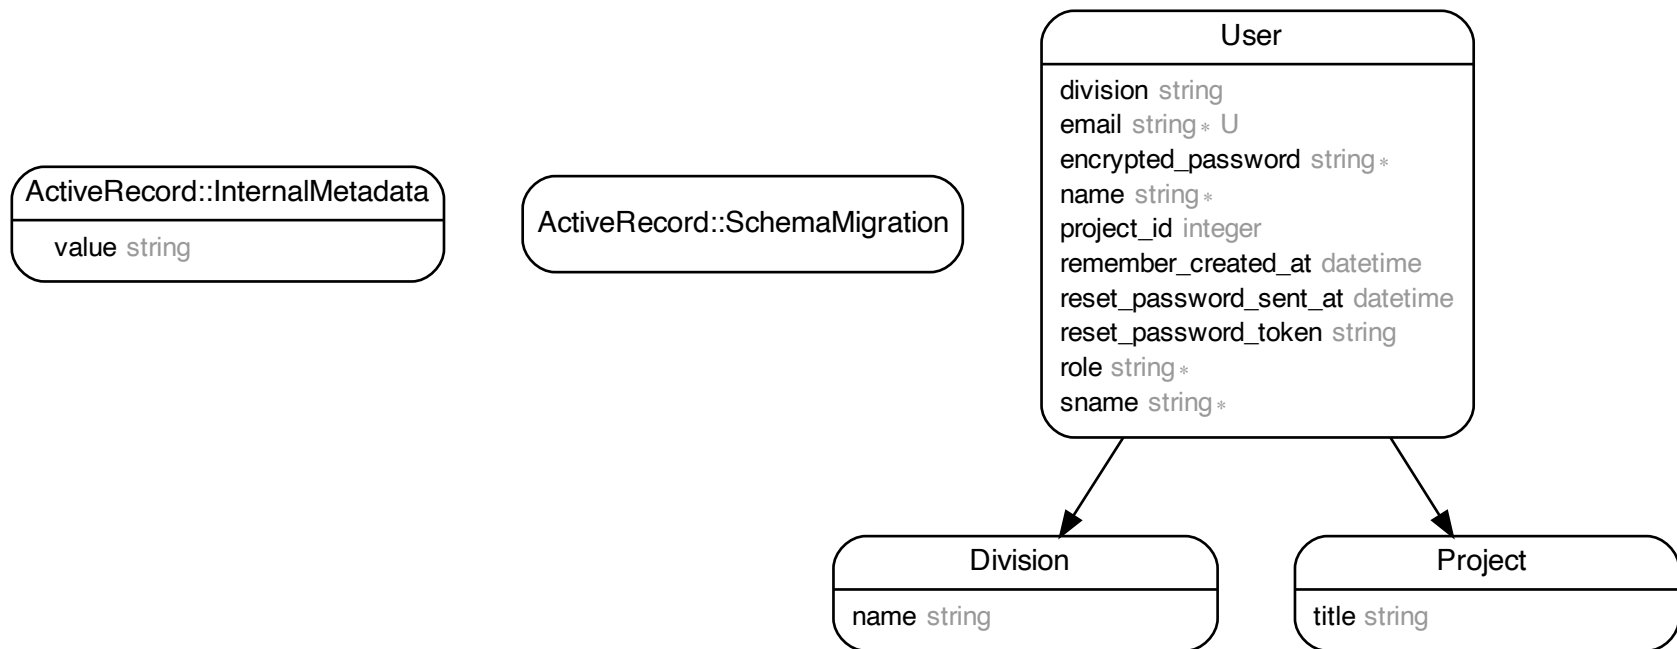 ActiveRecord::InternalMetadata
value string
ActiveRecord::SchemaMigration
User
division string
email string* U
encrypted_password string*
name string*
project_id integer
remember_created_at datetime
reset_password_sent_at datetime
reset_password_token string
role string*
sname string*
Division
name string
Project
title string